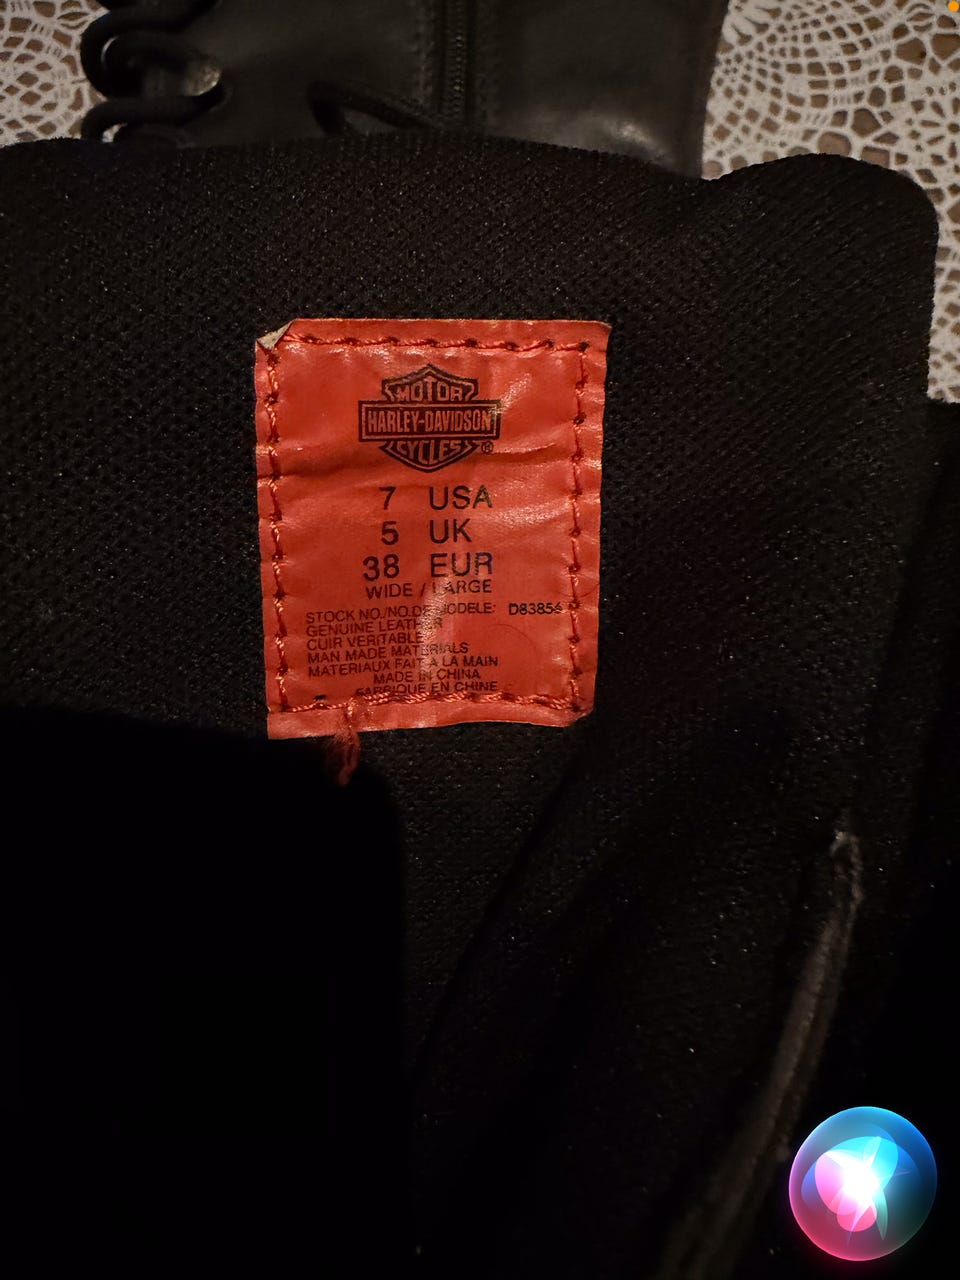 MOTOR
HARLEY-DAVIDSON
CYCLES®
7 USA
5 UK
38 EUR
WIDE / LARGE
STOCK NO./NO.DE MODELE: D83856
GENUINE LEATHER
CUIR VERITABLE
MAN MADE MATERIALS
MATERIAUX FAIT A LA MAIN
MADE IN CHINA
FABRIQUE EN CHINE